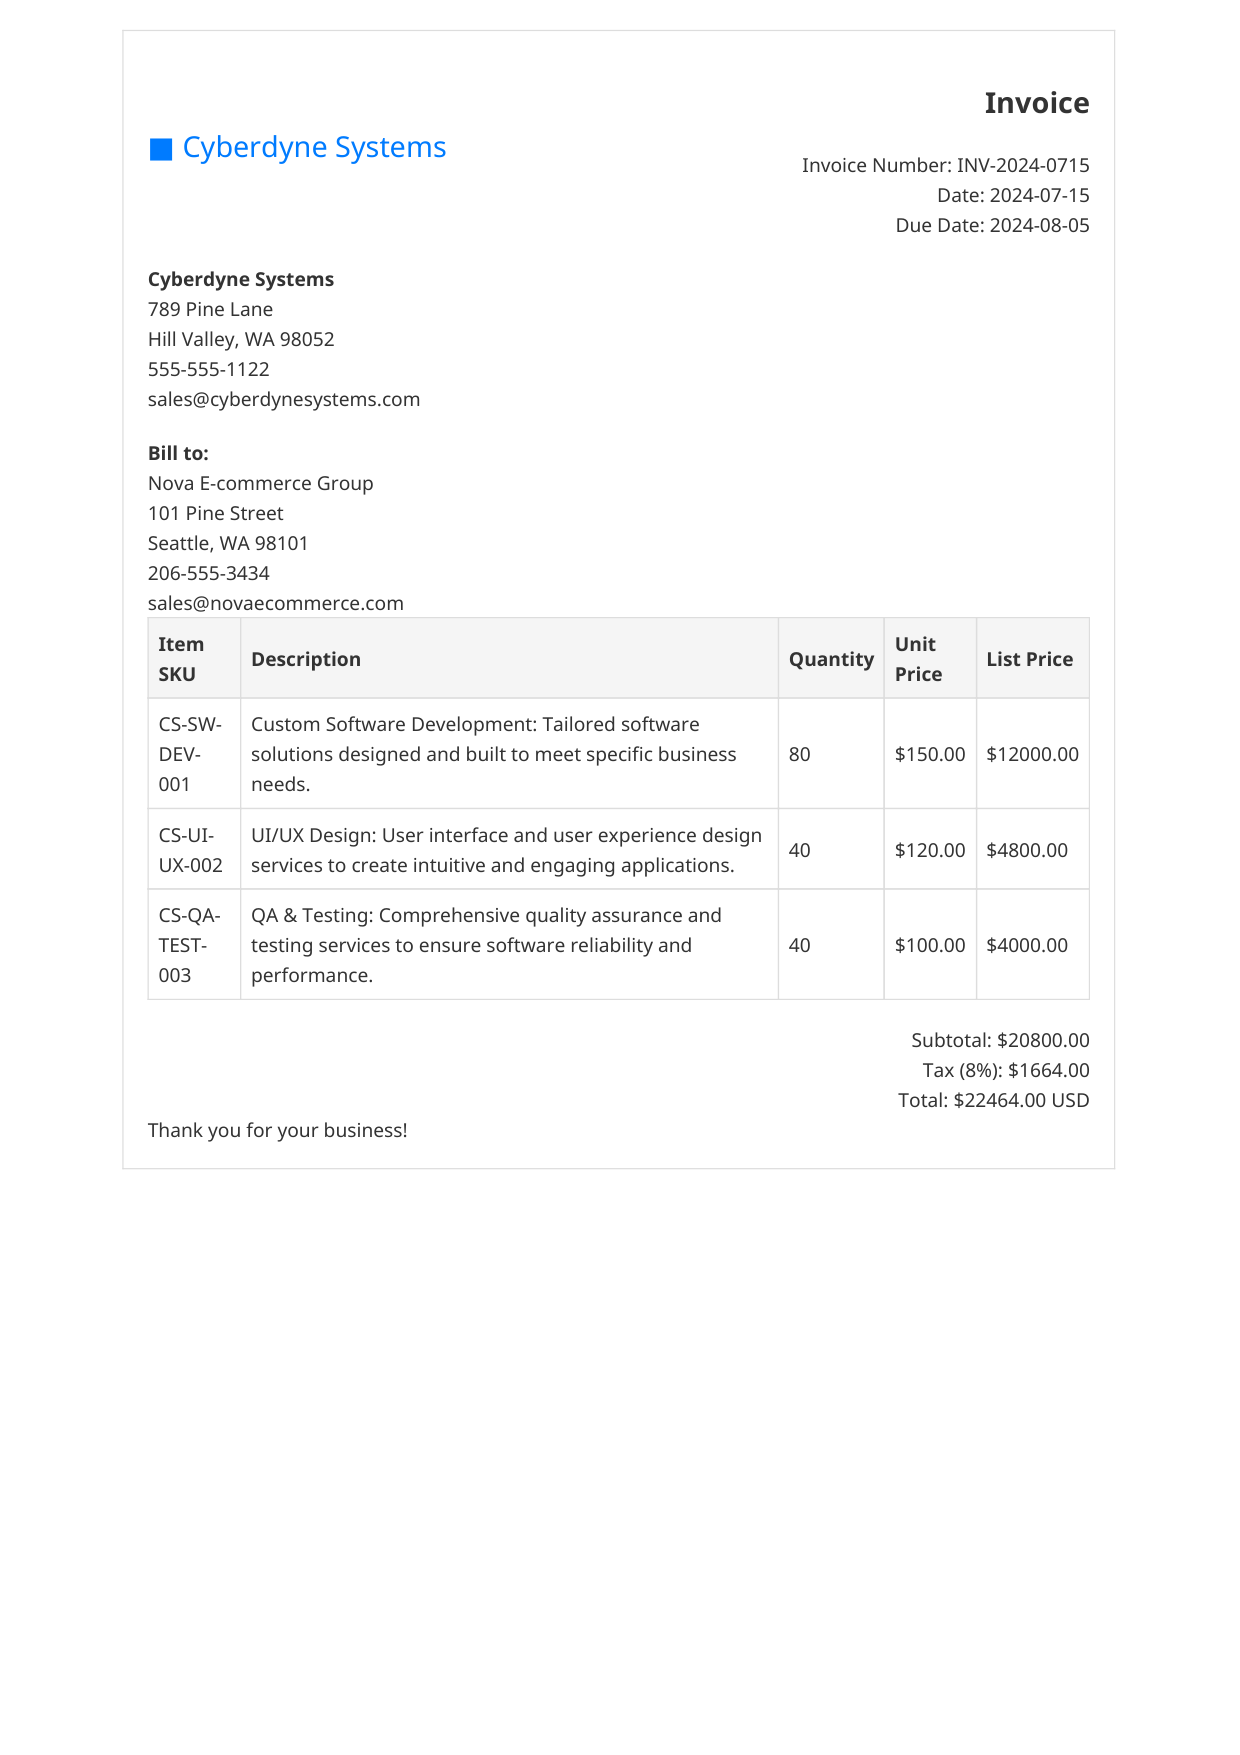 Invoice
■ Cyberdyne Systems
Invoice Number: INV-2024-0715
Date: 2024-07-15
Due Date: 2024-08-05
Cyberdyne Systems
789 Pine Lane
Hill Valley, WA 98052
555-555-1122
sales@cyberdynesystems.com
Bill to:
Nova E-commerce Group
101 Pine Street
Seattle, WA 98101
206-555-3434
sales@novaecommerce.com
Item
SKU
Description
Quantity
Unit
Price
List Price
CS-SW-
DEV-
001
Custom Software Development: Tailored software
solutions designed and built to meet specific business
needs.
80
$150.00
$12000.00
CS-UI-
UX-002
UI/UX Design: User interface and user experience design
services to create intuitive and engaging applications.
40
$120.00
$4800.00
CS-QA-
TEST-
003
QA & Testing: Comprehensive quality assurance and
testing services to ensure software reliability and
performance.
40
$100.00
$4000.00
Subtotal: $20800.00
Tax (8%): $1664.00
Total: $22464.00 USD
Thank you for your business!